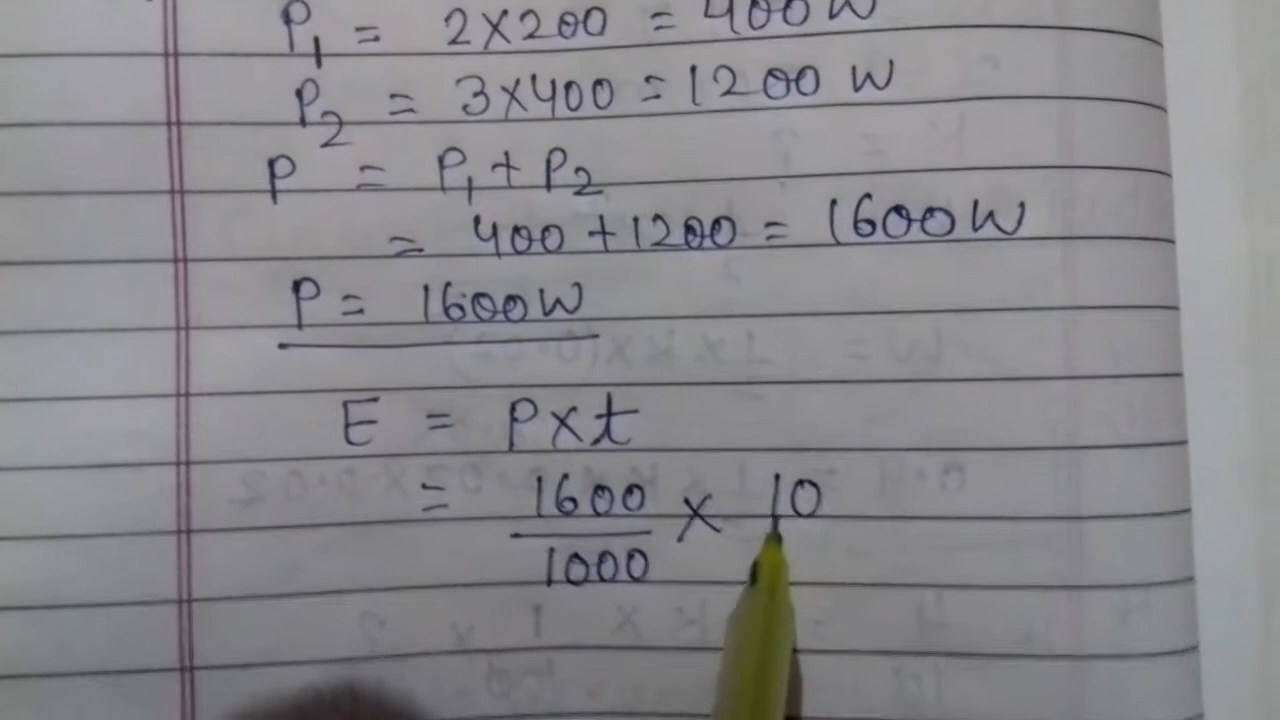 P₁ = 2×200 = 400W
P₂ = 3×400 = 1200 W
P = P₁ + P₂
= 400 + 1200 = 1600W
P = 1600W
E = P×t
= 1600/1000 × 10